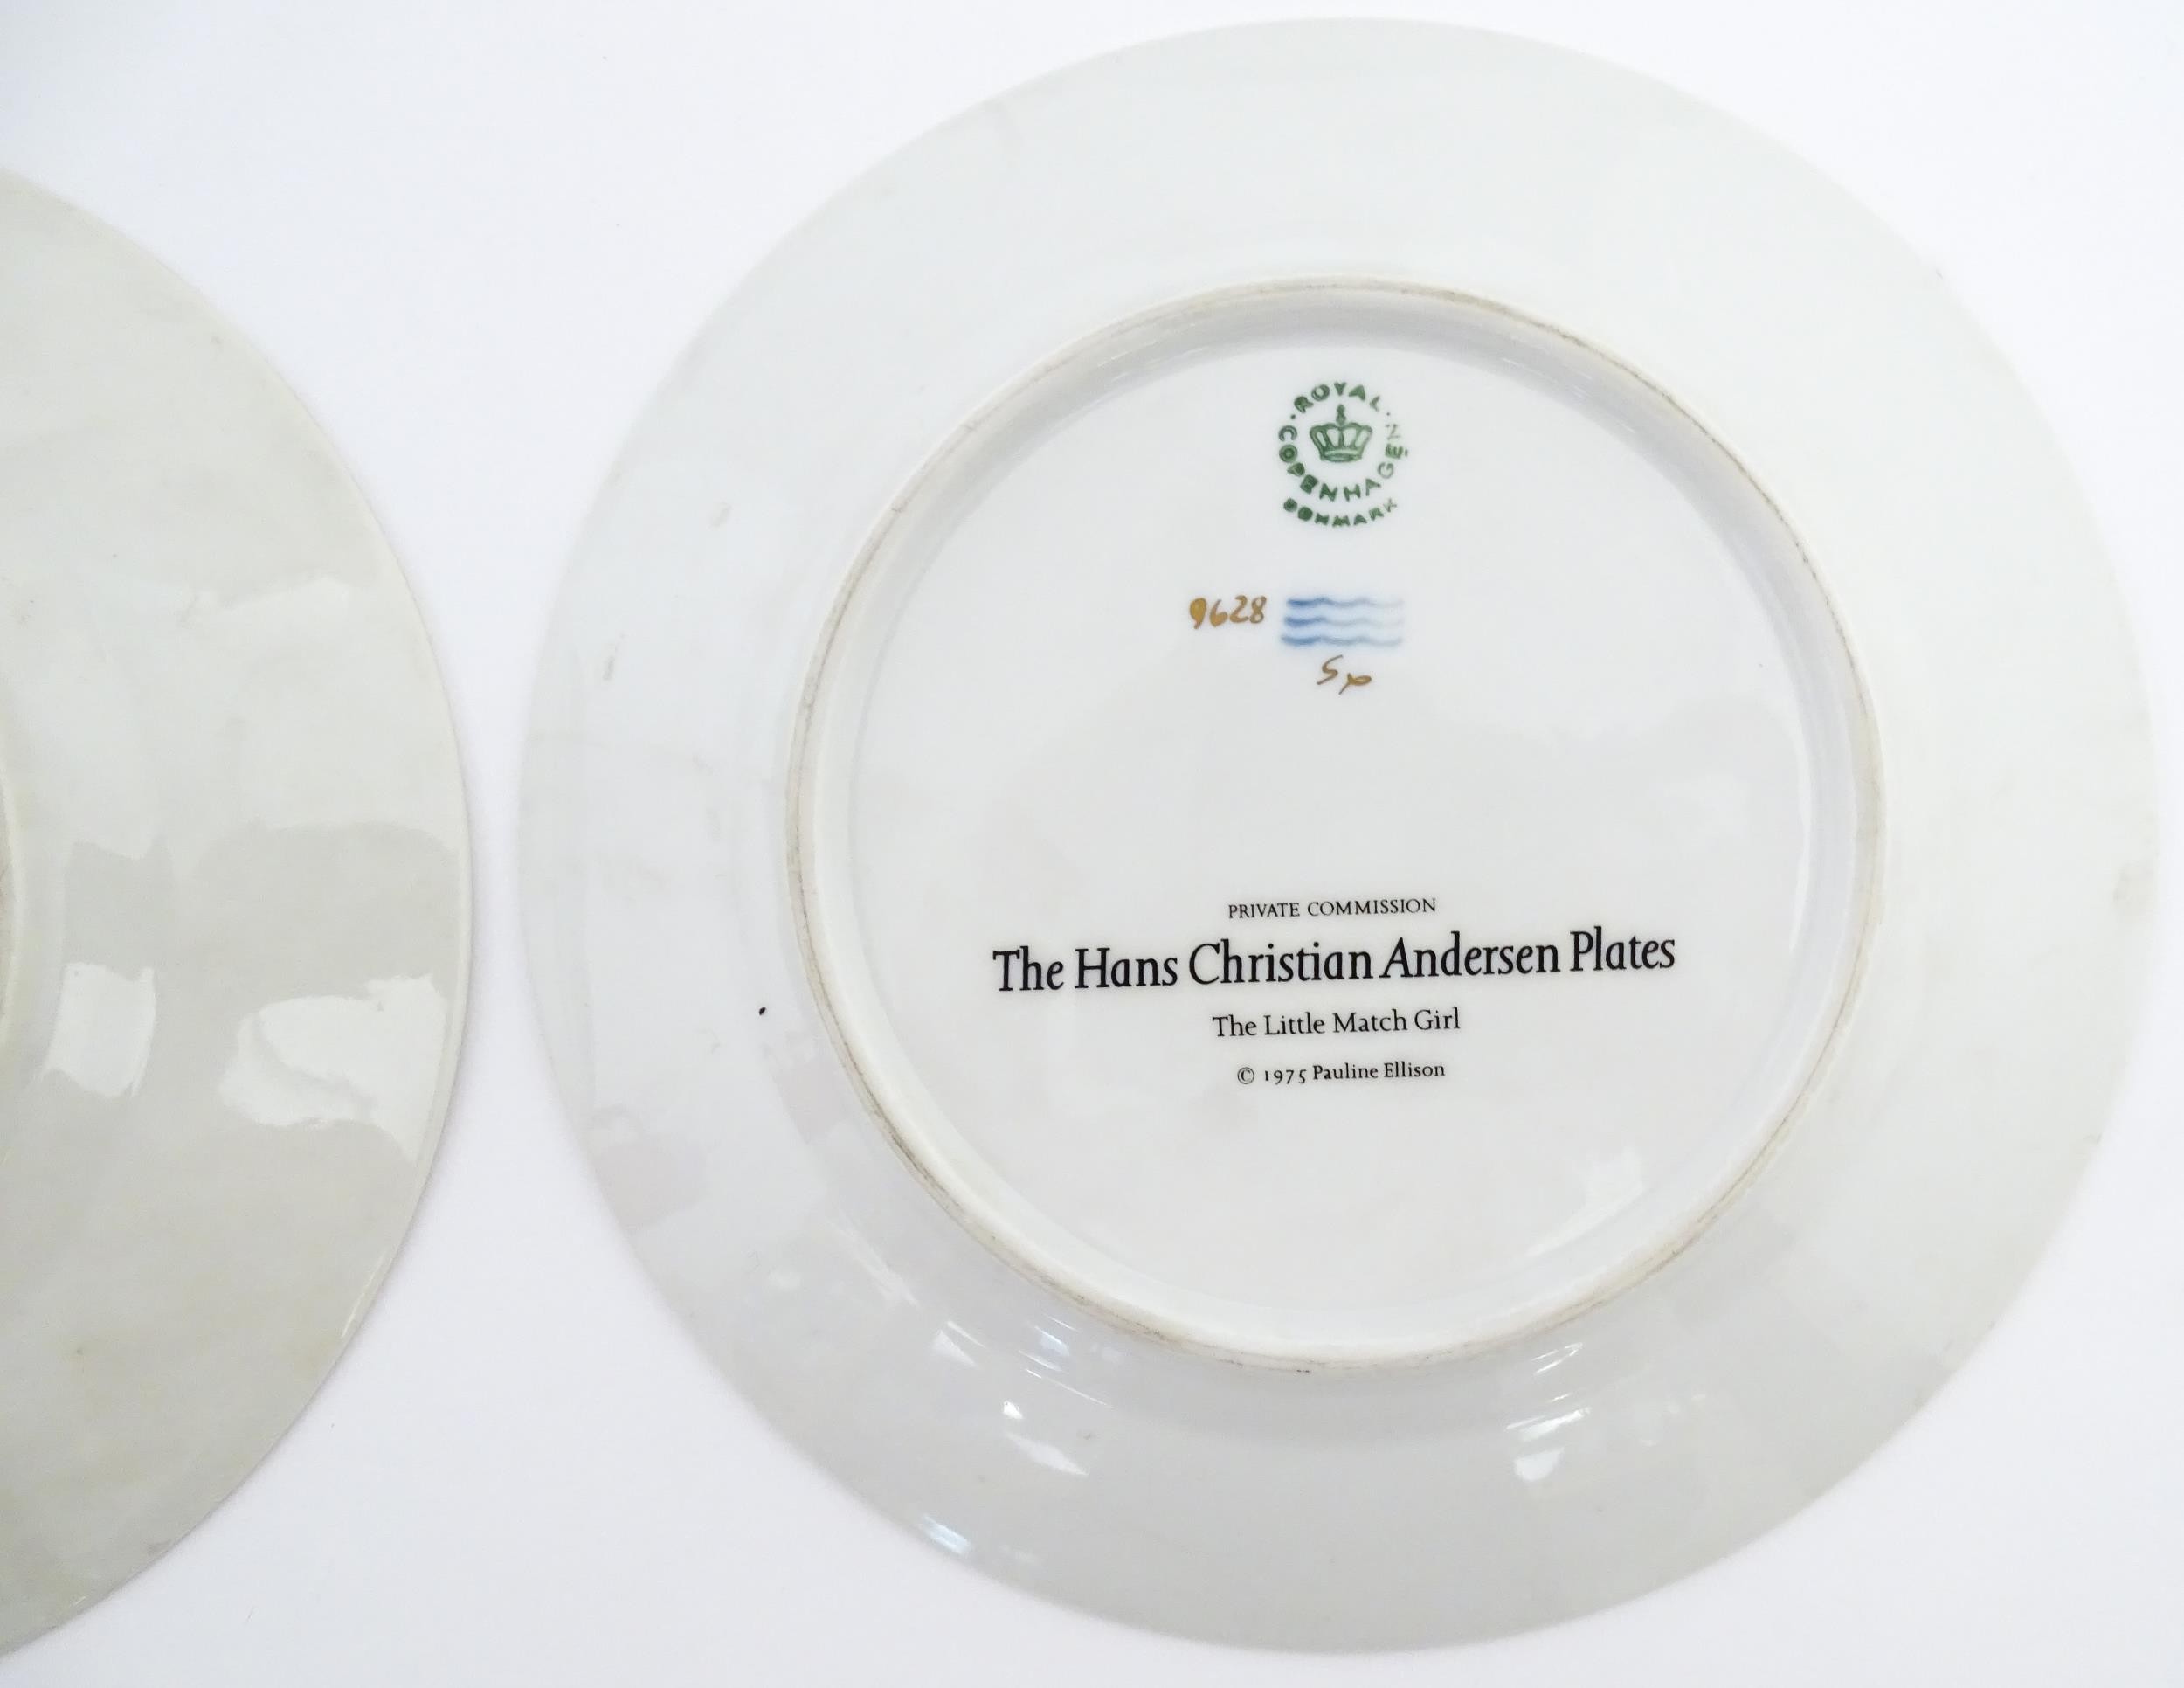 ROYAL
COPENHAGEN
DENMARK
9628
PRIVATE COMMISSION
The Hans Christian Andersen Plates
The Little Match Girl
© 1975 Pauline Ellison